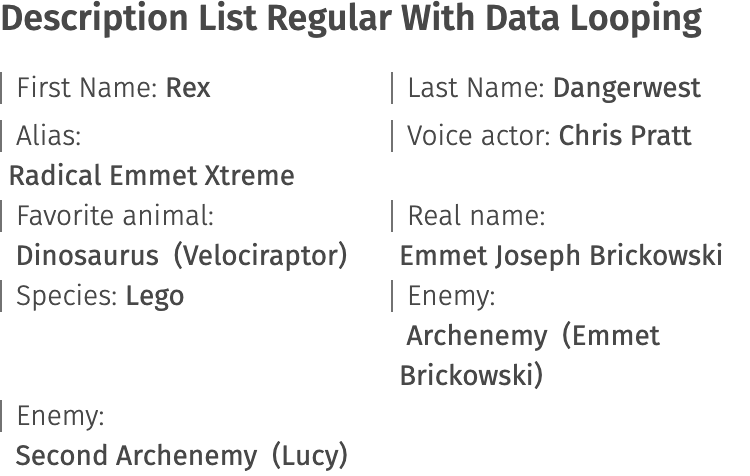 Description List Regular With Data Looping
First Name: Rex
Last Name: Dangerwest
Alias:
Radical Emmet Xtreme
Voice actor: Chris Pratt
Favorite animal:
Dinosaurus (Velociraptor)
Real name:
Emmet Joseph Brickowski
Species: Lego
Enemy:
Archenemy (Emmet
Brickowski)
Enemy:
Second Archenemy (Lucy)